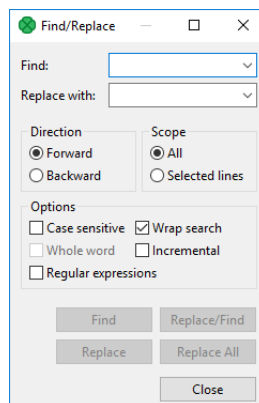 Find/Replace
Find:
Replace with:
Direction
Forward
Backward
Scope
All
Selected lines
Options
Case sensitive
Wrap search
Whole word
Incremental
Regular expressions
Find
Replace/Find
Replace
Replace All
Close